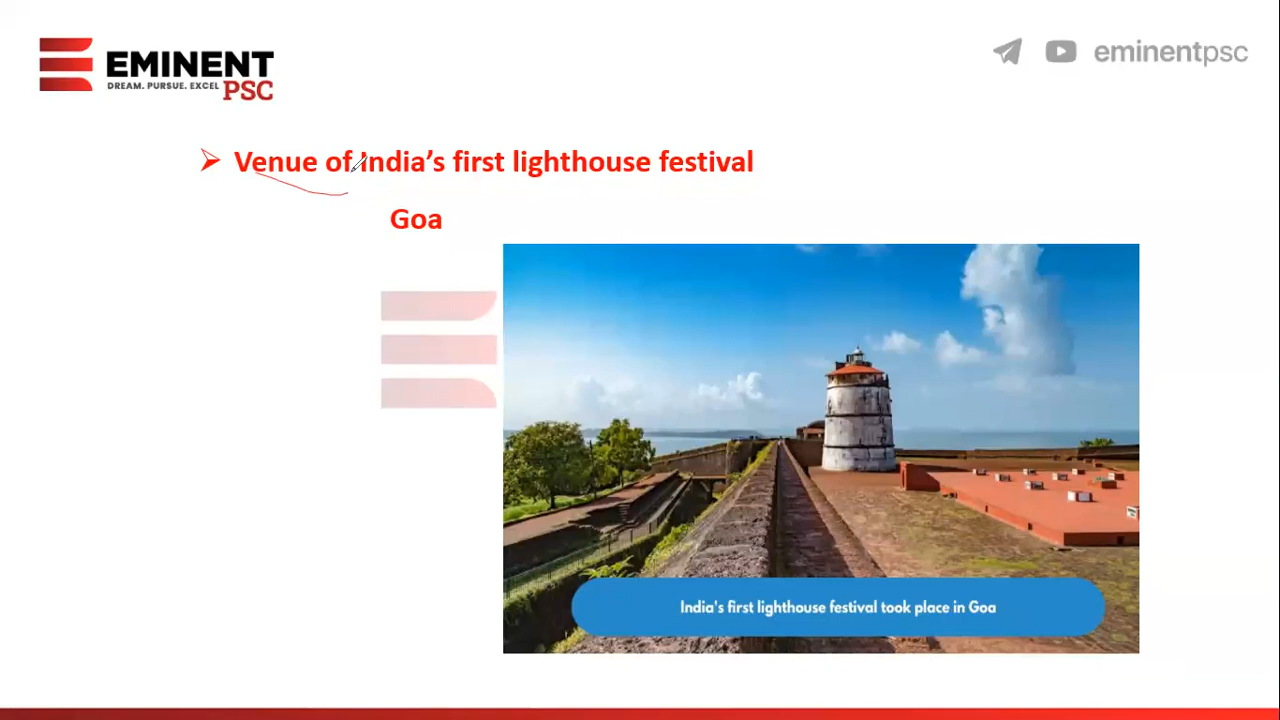 EMINENT
DREAM. PURSUE. EXCEL
PSC
eminentpsc
Venue of India’s first lighthouse festival
Goa
India's first lighthouse festival took place in Goa